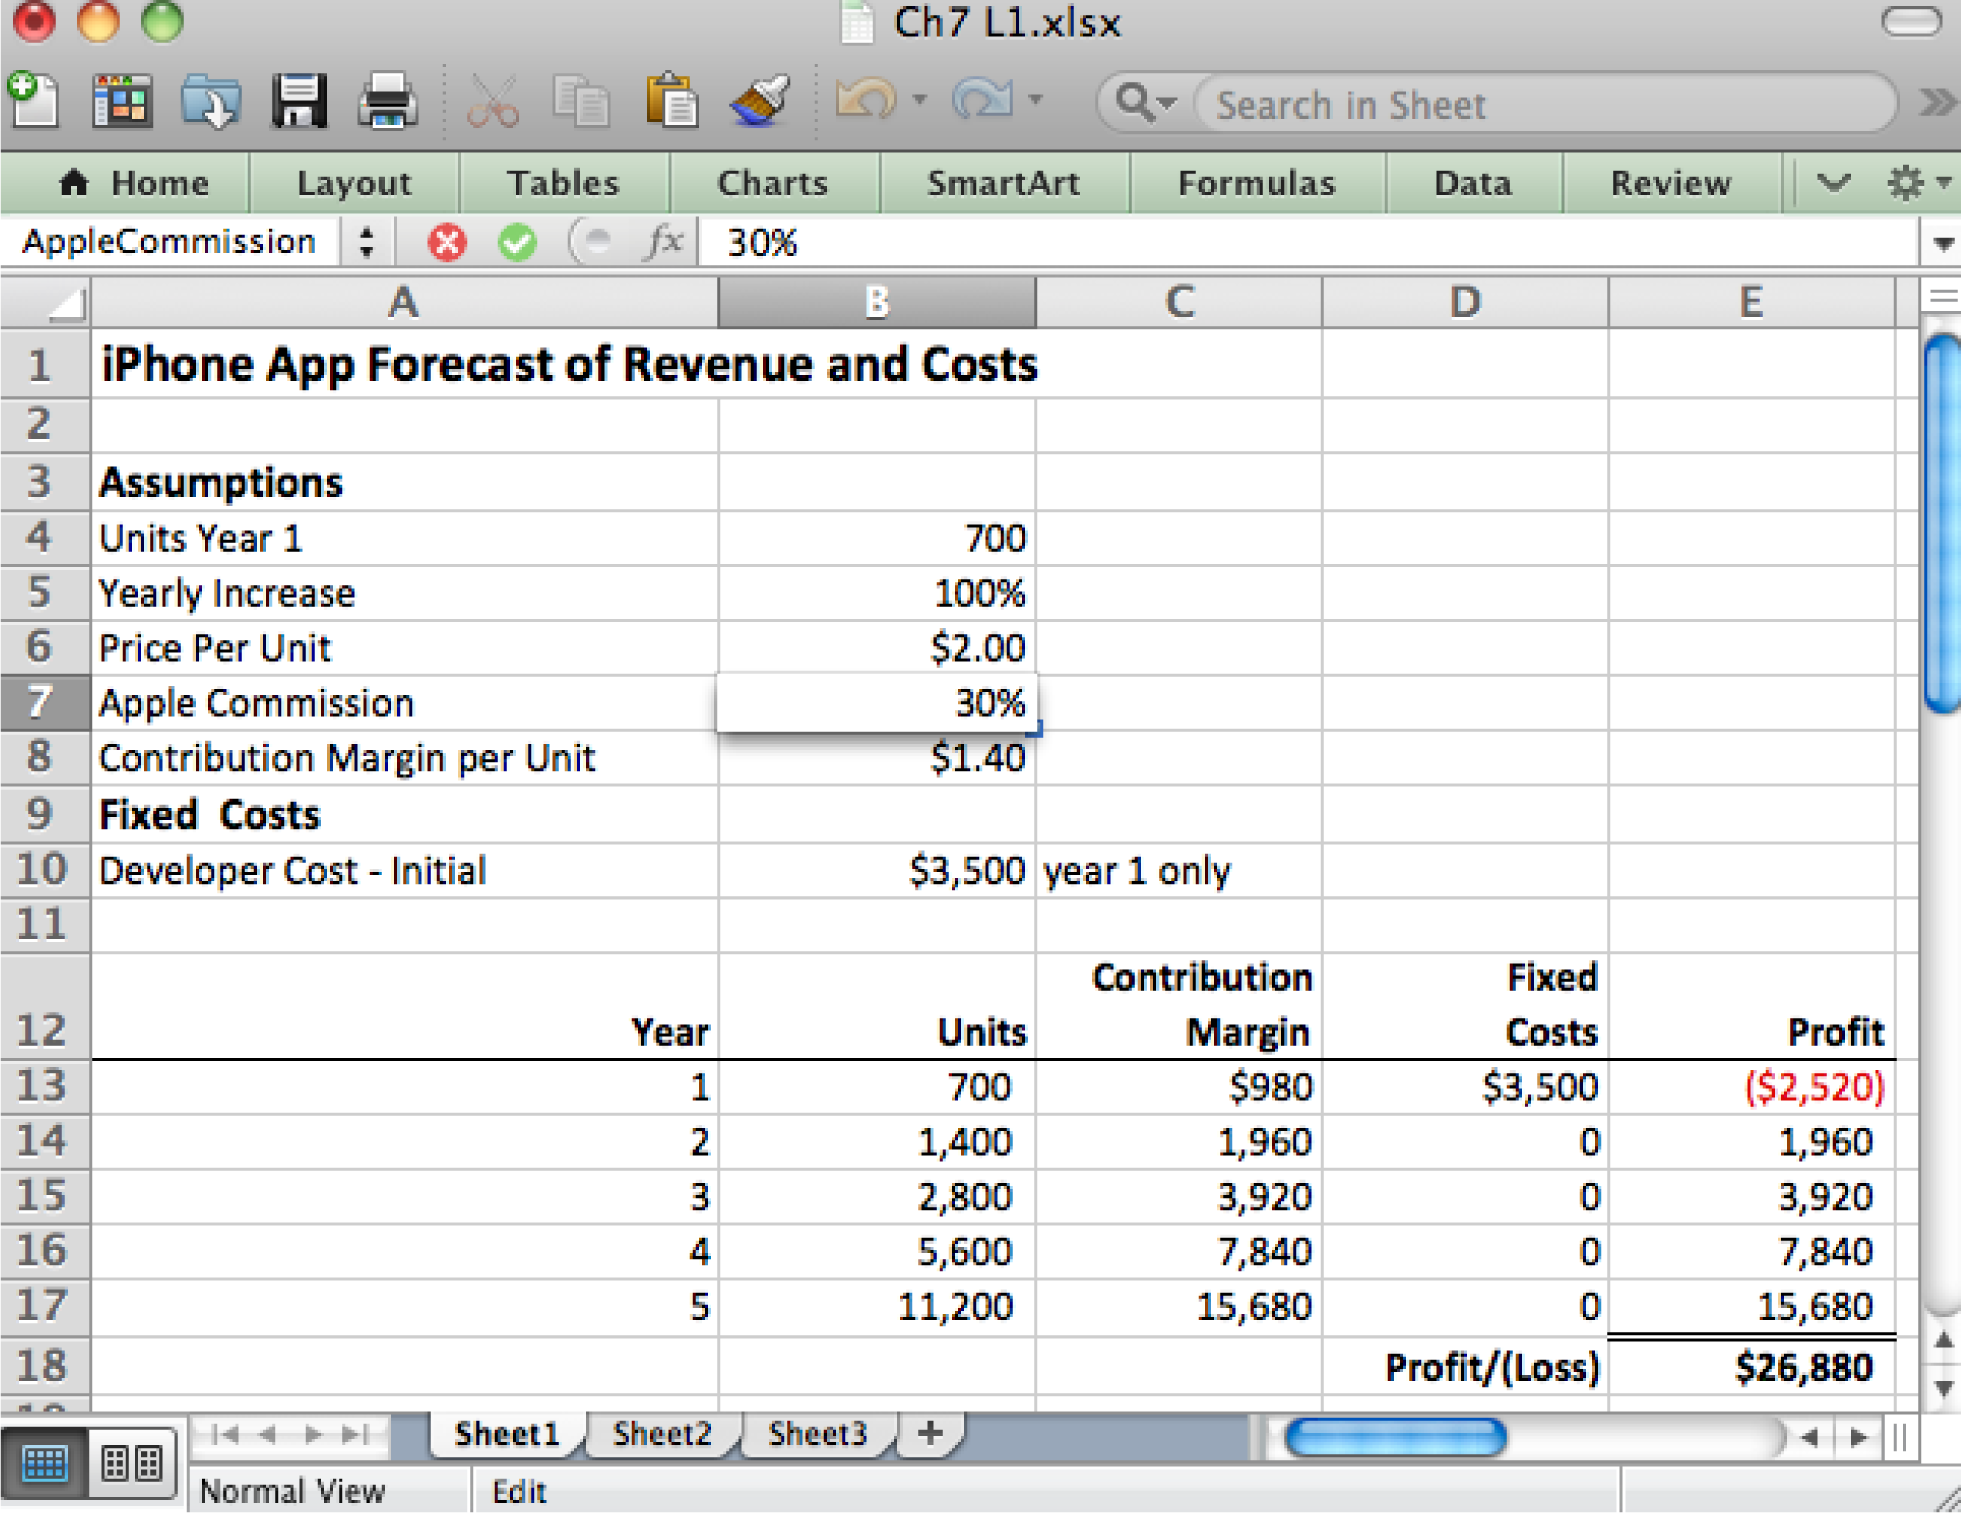 Ch7 L1.xlsx
Search in Sheet
Home Layout Tables Charts SmartArt Formulas Data Review
AppleCommission fx 30%
A B C D E
1 iPhone App Forecast of Revenue and Costs
2
3 Assumptions
4 Units Year 1 700
5 Yearly Increase 100%
6 Price Per Unit $2.00
7 Apple Commission 30%
8 Contribution Margin per Unit $1.40
9 Fixed  Costs
10 Developer Cost - Initial $3,500 year 1 only
11
Contribution Fixed
12 Year Units Margin Costs Profit
13 1 700 $980 $3,500 ($2,520)
14 2 1,400 1,960 0 1,960
15 3 2,800 3,920 0 3,920
16 4 5,600 7,840 0 7,840
17 5 11,200 15,680 0 15,680
18 Profit/(Loss) $26,880
Sheet1 Sheet2 Sheet3 +
Normal View Edit